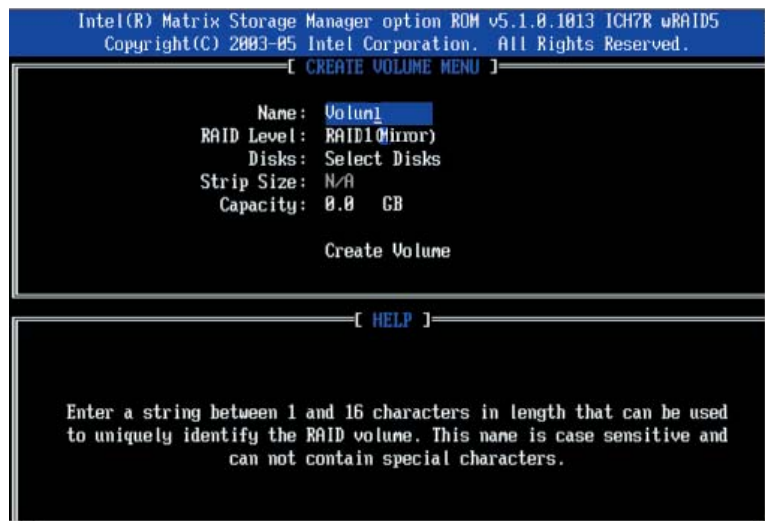 Intel(R) Matrix Storage Manager option ROM v5.1.0.1013 ICH7R wRAID5
Copyright(C) 2003-05 Intel Corporation. All Rights Reserved.
[ CREATE VOLUME MENU ]
Name: Volum1
RAID Level: RAID1(Mirror)
Disks: Select Disks
Strip Size: N/A
Capacity: 0.0 GB
Create Volume
[ HELP ]
Enter a string between 1 and 16 characters in length that can be used
to uniquely identify the RAID volume. This name is case sensitive and
can not contain special characters.